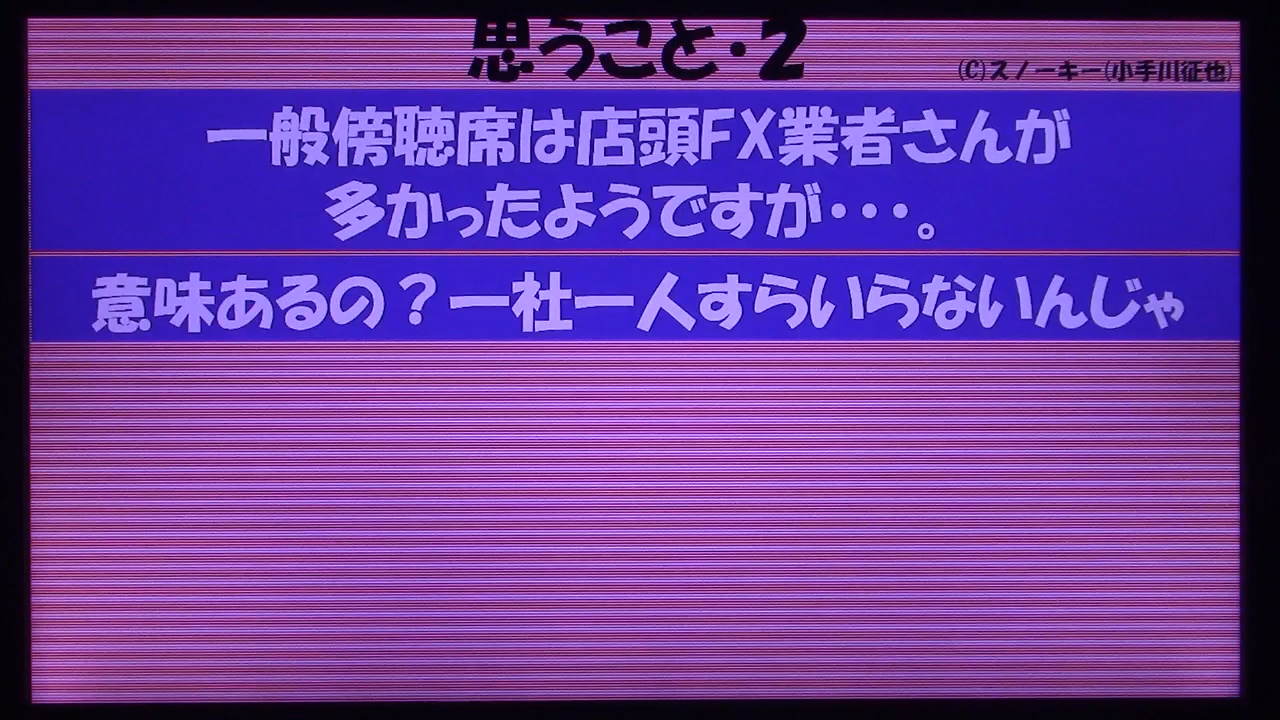 思うこと・2
(C)スノーキー(小手川征也)
一般傍聴席は店頭FX業者さんが
多かったようですが・・・。
意味あるの？一社一人すらいらないんじゃ